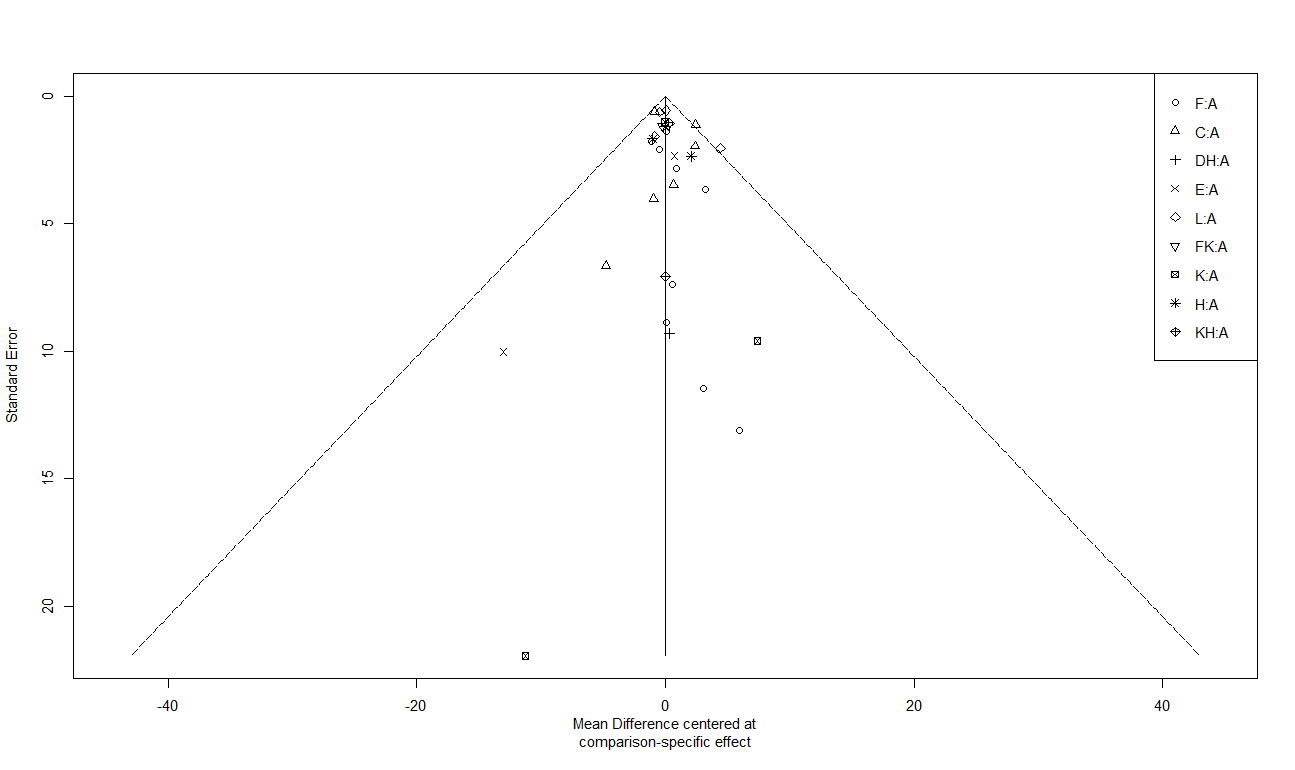 0
5
10
15
20
Standard Error
F:A
C:A
DH:A
E:A
L:A
FK:A
K:A
H:A
KH:A
-40
-20
0
20
40
Mean Difference centered at
comparison-specific effect